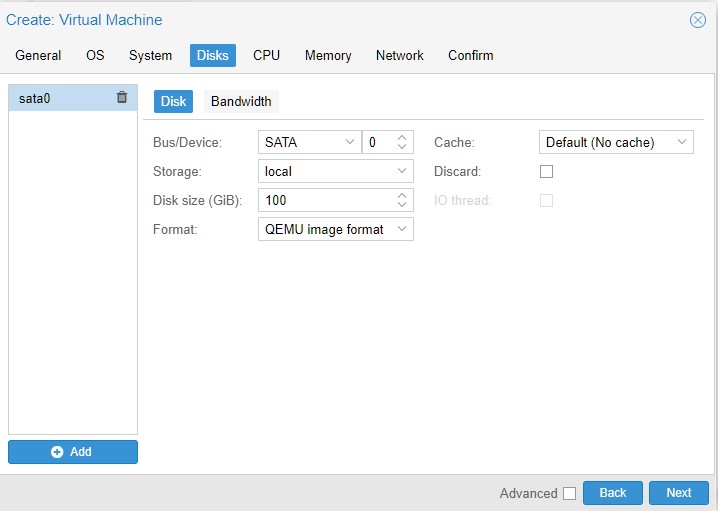 Create: Virtual Machine
General OS System Disks CPU Memory Network Confirm
sata0
Disk Bandwidth
Bus/Device: SATA 0 Cache: Default (No cache)
Storage: local Discard:
Disk size (GiB): 100 IO thread:
Format: QEMU image format
Add
Advanced Back Next